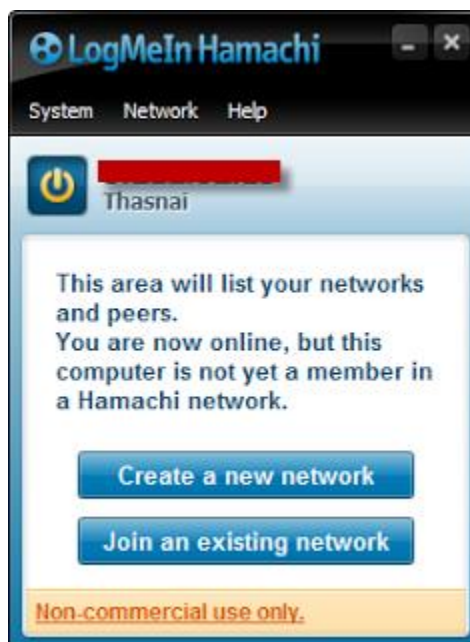 LogMeIn Hamachi
System Network Help
Thasnai
This area will list your networks
and peers.
You are now online, but this
computer is not yet a member in
a Hamachi network.
Create a new network
Join an existing network
Non-commercial use only.